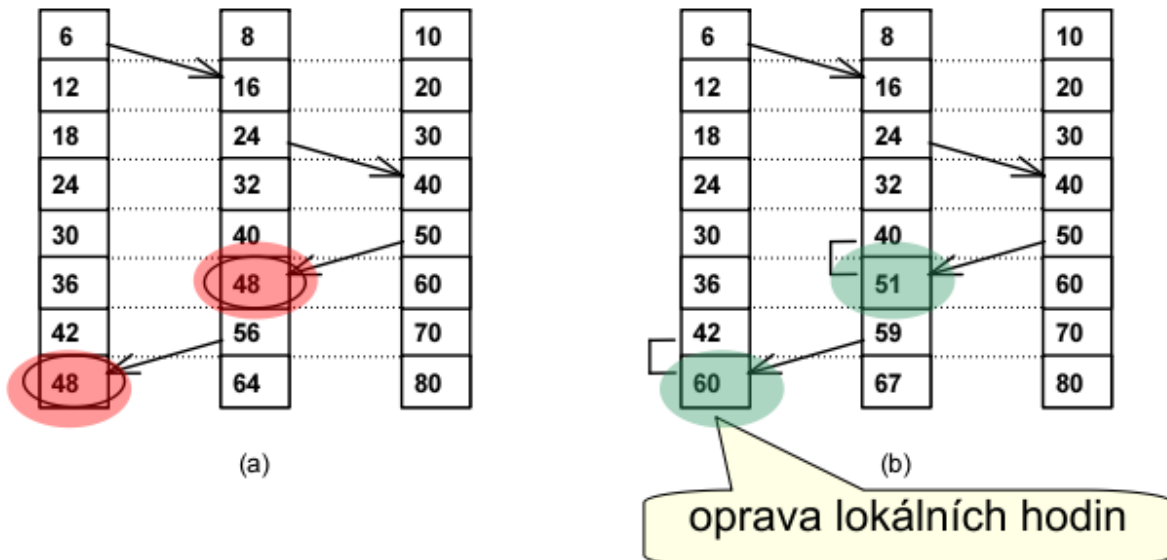 6 8 10 6 8 10
12 16 20 12 16 20
18 24 30 18 24 30
24 32 40 24 32 40
30 40 50 30 40 50
36 48 60 36 51 60
42 56 70 42 59 70
48 64 80 60 67 80
(a) (b)
oprava lokálních hodin